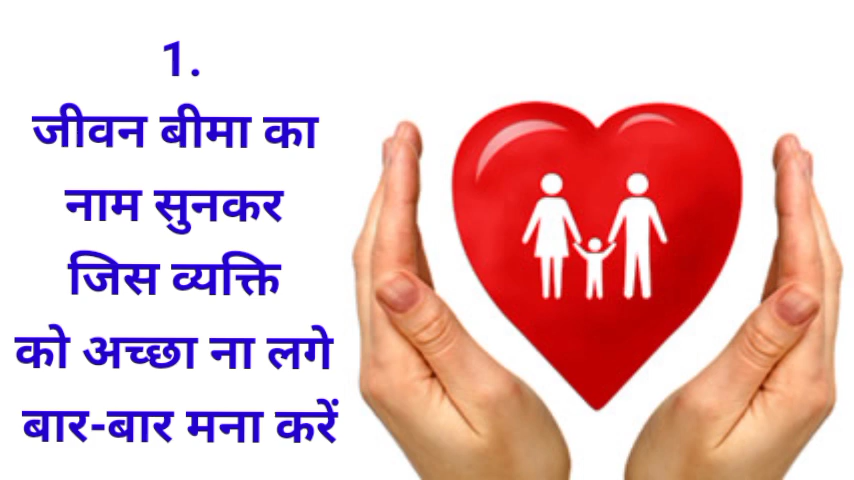 1.
जीवन बीमा का
नाम सुनकर
जिस व्यक्ति
को अच्छा ना लगे
बार-बार मना करें